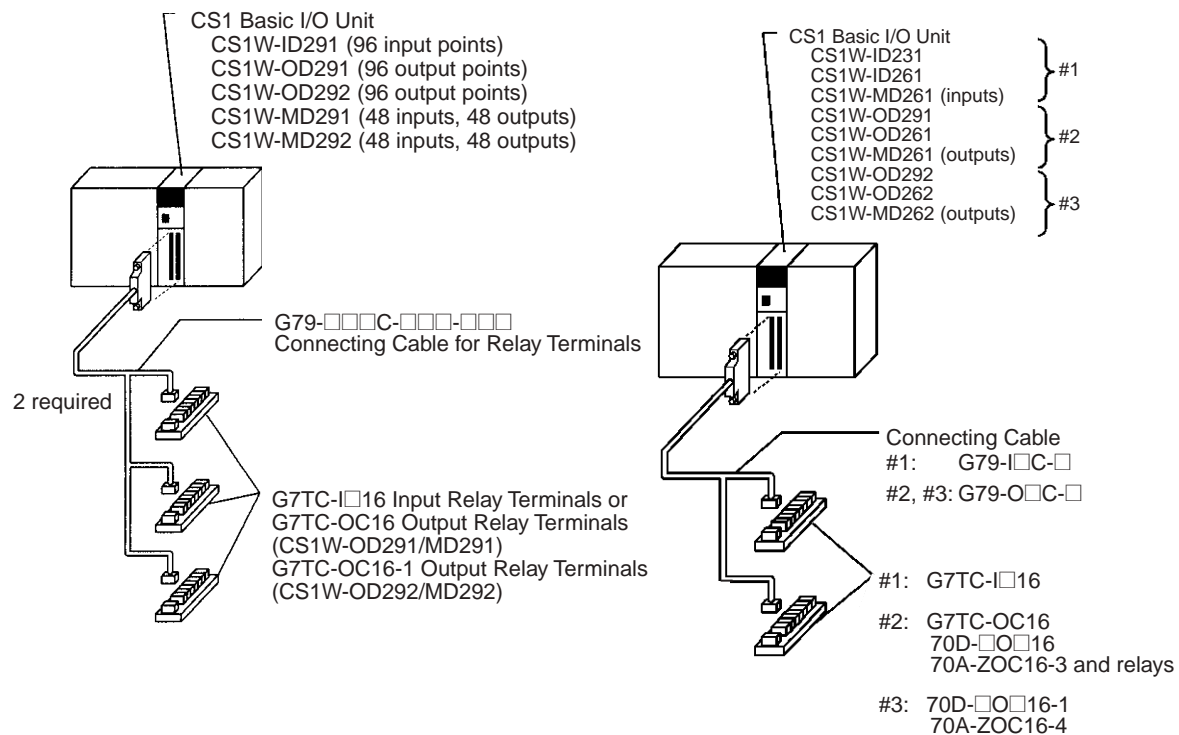 CS1 Basic I/O Unit
CS1W-ID291 (96 input points)
CS1W-OD291 (96 output points)
CS1W-OD292 (96 output points)
CS1W-MD291 (48 inputs, 48 outputs)
CS1W-MD292 (48 inputs, 48 outputs)
G79-□□□C-□□□-□□□
Connecting Cable for Relay Terminals
2 required
G7TC-I□16 Input Relay Terminals or
G7TC-OC16 Output Relay Terminals
(CS1W-OD291/MD291)
G7TC-OC16-1 Output Relay Terminals
(CS1W-OD292/MD292)
CS1 Basic I/O Unit
CS1W-ID231
CS1W-ID261
CS1W-MD261 (inputs)
#1
CS1W-OD291
CS1W-OD261
CS1W-MD261 (outputs)
#2
CS1W-OD292
CS1W-OD262
CS1W-MD262 (outputs)
#3
Connecting Cable
#1: G79-I□C-□
#2, #3: G79-O□C-□
#1: G7TC-I□16
#2: G7TC-OC16
70D-□O□16
70A-ZOC16-3 and relays
#3: 70D-□O□16-1
70A-ZOC16-4